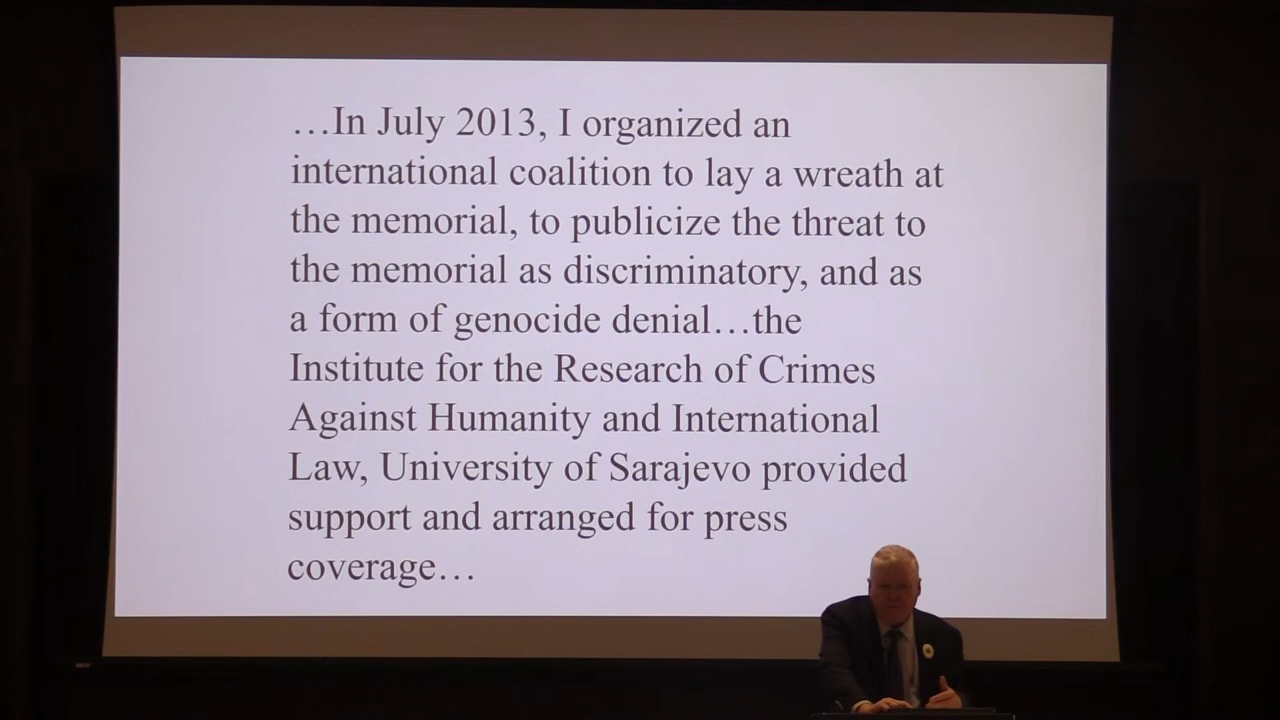 …In July 2013, I organized an
international coalition to lay a wreath at
the memorial, to publicize the threat to
the memorial as discriminatory, and as
a form of genocide denial…the
Institute for the Research of Crimes
Against Humanity and International
Law, University of Sarajevo provided
support and arranged for press
coverage…